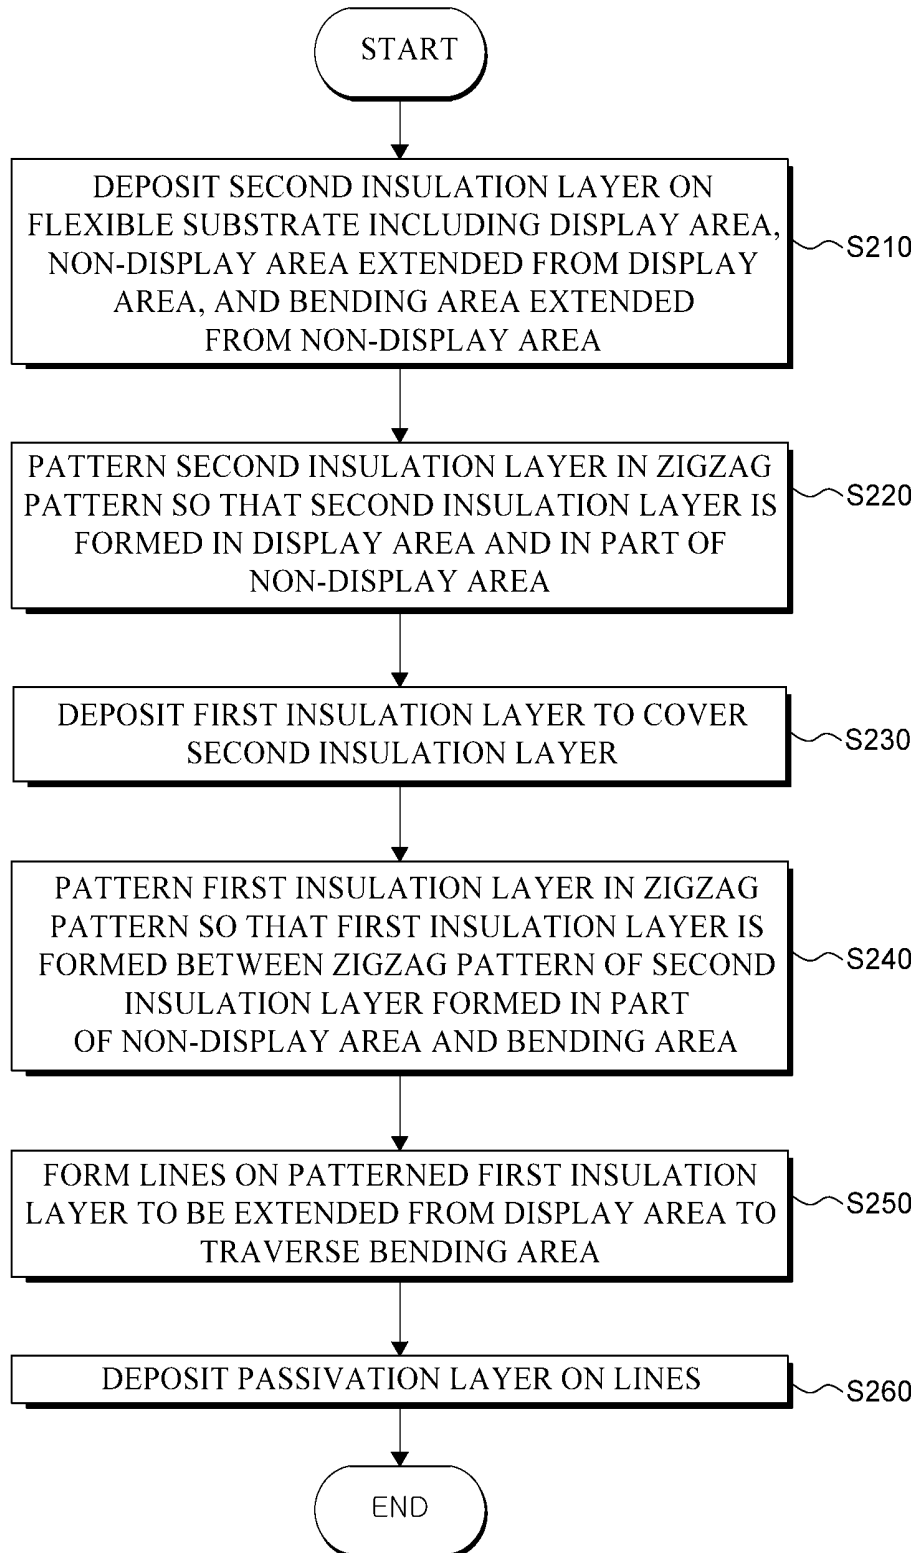 START
DEPOSIT SECOND INSULATION LAYER ON
FLEXIBLE SUBSTRATE INCLUDING DISPLAY AREA,
NON-DISPLAY AREA EXTENDED FROM DISPLAY
AREA, AND BENDING AREA EXTENDED
FROM NON-DISPLAY AREA
S210
PATTERN SECOND INSULATION LAYER IN ZIGZAG
PATTERN SO THAT SECOND INSULATION LAYER IS
FORMED IN DISPLAY AREA AND IN PART OF
NON-DISPLAY AREA
S220
DEPOSIT FIRST INSULATION LAYER TO COVER
SECOND INSULATION LAYER
S230
PATTERN FIRST INSULATION LAYER IN ZIGZAG
PATTERN SO THAT FIRST INSULATION LAYER IS
FORMED BETWEEN ZIGZAG PATTERN OF SECOND
INSULATION LAYER FORMED IN PART
OF NON-DISPLAY AREA AND BENDING AREA
S240
FORM LINES ON PATTERNED FIRST INSULATION
LAYER TO BE EXTENDED FROM DISPLAY AREA TO
TRAVERSE BENDING AREA
S250
DEPOSIT PASSIVATION LAYER ON LINES
S260
END